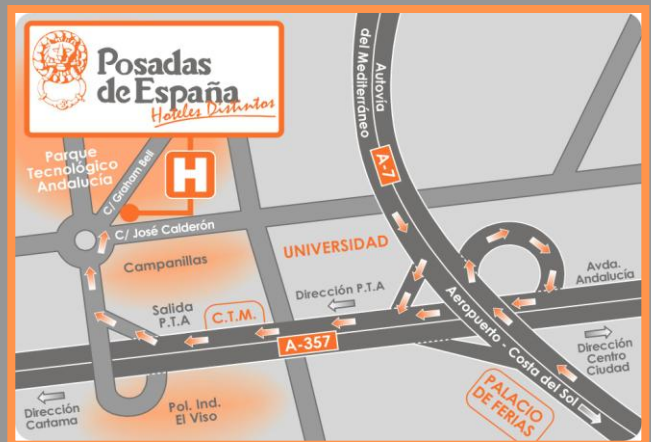 Posadas
de España
Hoteles Distintos
Autovía
del Mediterráneo
A-7
Parque
Tecnológico
Andalucía
C/ Graham Bell
H
C/ José Calderón
UNIVERSIDAD
Campanillas
Salida
P.T.A
C.T.M.
Dirección P.T.A
Avda.
Andalucía
A-357
Aeropuerto - Costa del Sol
Dirección
Centro
Ciudad
Dirección
Cartama
Pol. Ind.
El Viso
PALACIO
DE FERIAS